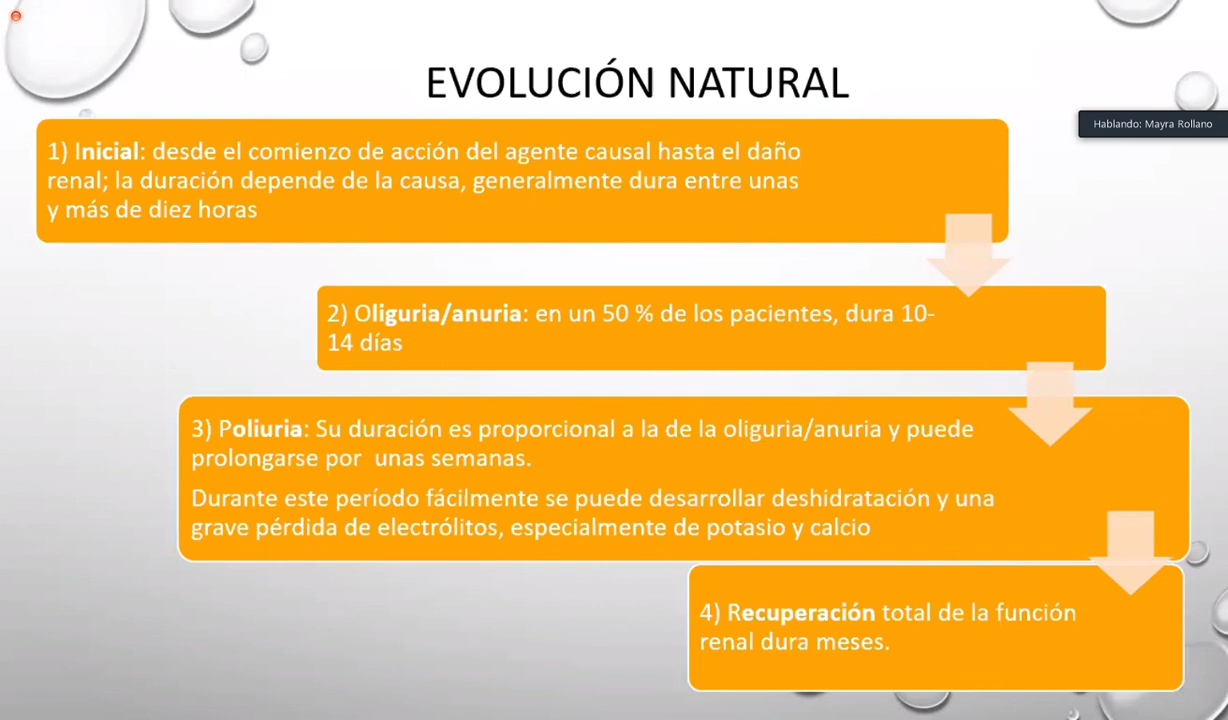 EVOLUCIÓN NATURAL
Hablando: Mayra Rollano
1) Inicial: desde el comienzo de acción del agente causal hasta el daño
renal; la duración depende de la causa, generalmente dura entre unas
y más de diez horas
2) Oliguria/anuria: en un 50 % de los pacientes, dura 10-
14 días
3) Poliuria: Su duración es proporcional a la de la oliguria/anuria y puede
prolongarse por unas semanas.
Durante este período fácilmente se puede desarrollar deshidratación y una
grave pérdida de electrólitos, especialmente de potasio y calcio
4) Recuperación total de la función
renal dura meses.